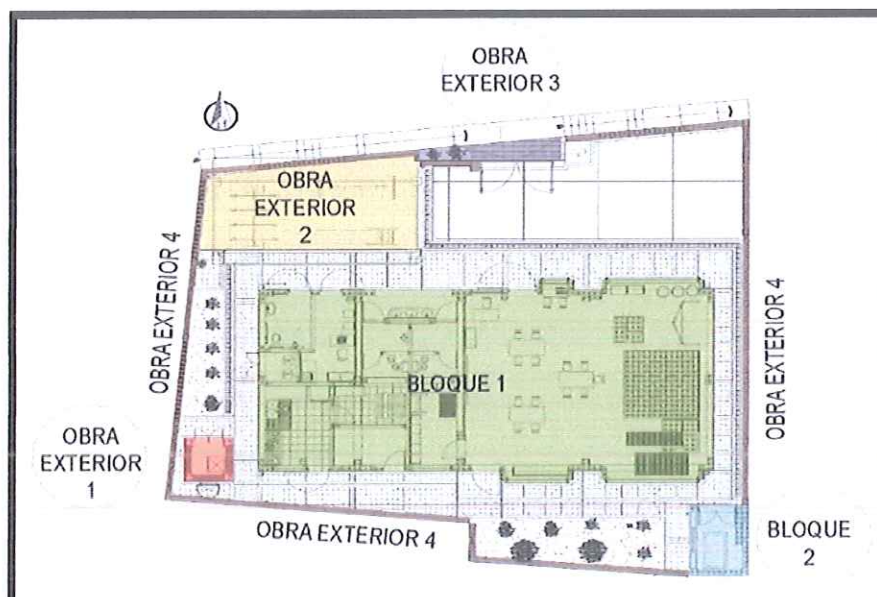 OBRA
EXTERIOR 3
OBRA
EXTERIOR
2
OBRA EXTERIOR 4
OBRA EXTERIOR 4
BLOQUE 1
OBRA
EXTERIOR
1
OBRA EXTERIOR 4
BLOQUE
2